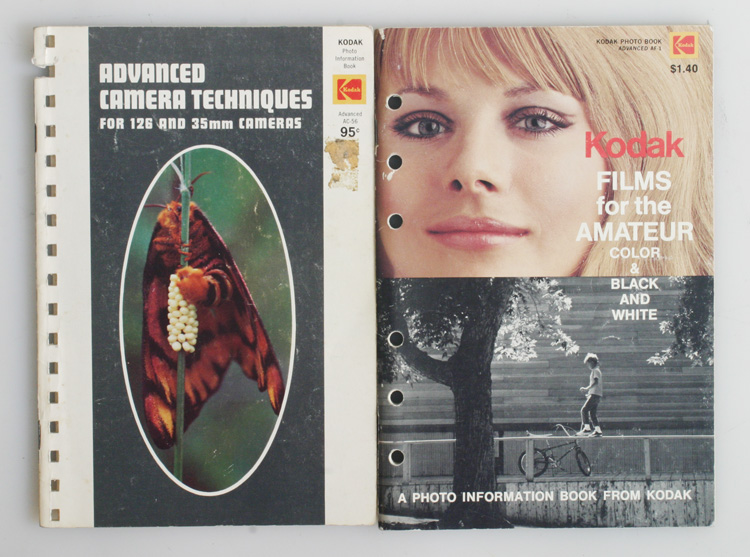 ADVANCED
CAMERA TECHNIQUES
FOR 126 AND 35mm CAMERAS
KODAK
Photo
Information
Book
Kodak
Advanced
AC-56
95¢
KODAK PHOTO BOOK
ADVANCED AF 1
Kodak
$1.40
Kodak
FILMS
for the
AMATEUR
COLOR
&
BLACK
AND
WHITE
A PHOTO INFORMATION BOOK FROM KODAK